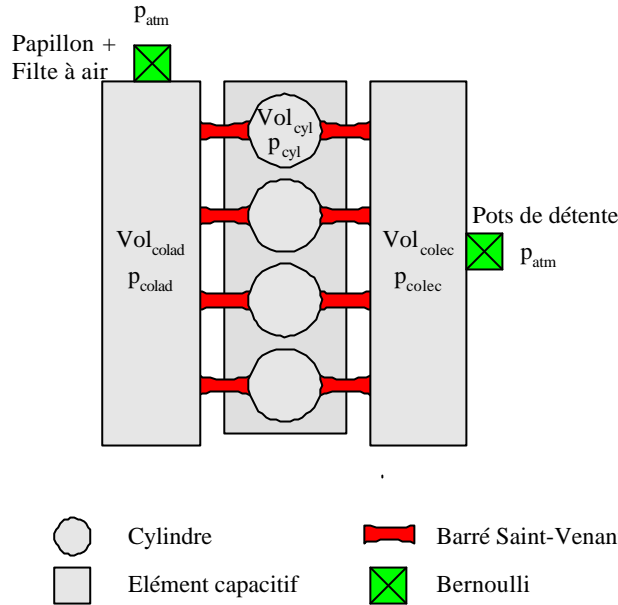 p_atm
Papillon +
Filte à air
Vol_cyl
p_cyl
Pots de détente
Vol_colad
Vol_colec
p_atm
p_colad
p_colec
Cylindre
Barré Saint-Venan
Elément capacitif
Bernoulli